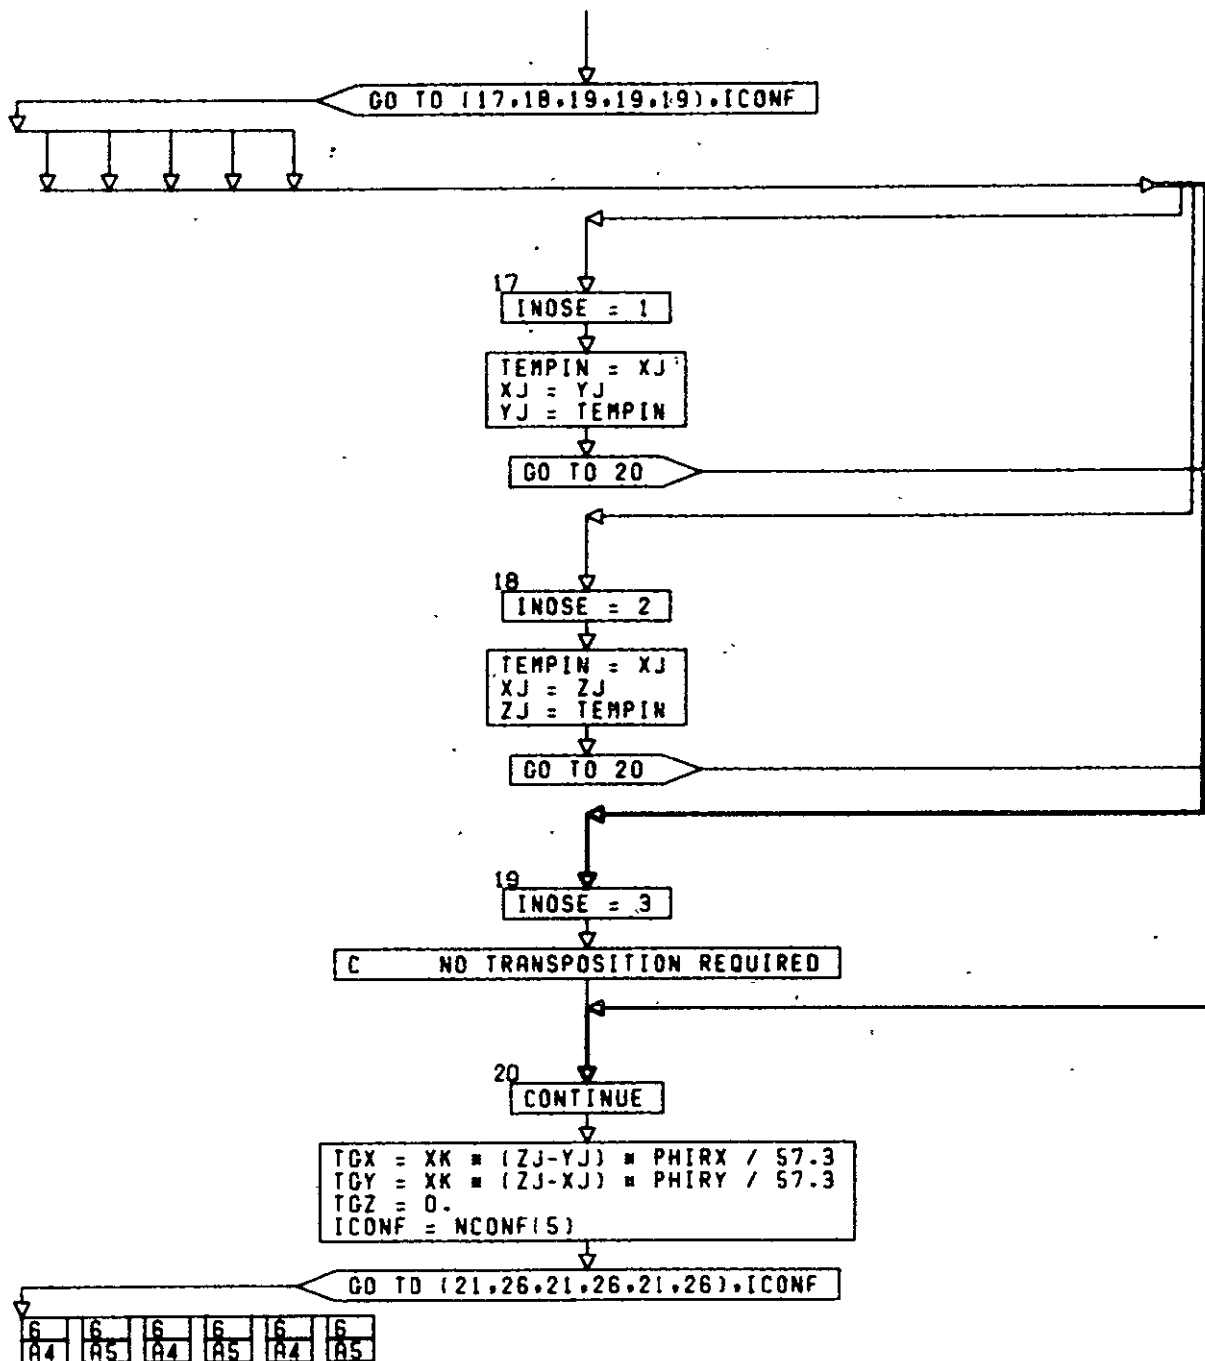 GO TO (17,18,19,19,19),ICONF
17
INOSE = 1
TEMPIN = XJ
XJ = YJ
YJ = TEMPIN
GO TO 20
18
INOSE = 2
TEMPIN = XJ
XJ = ZJ
ZJ = TEMPIN
GO TO 20
19
INOSE = 3
C NO TRANSPOSITION REQUIRED
20
CONTINUE
TGX = XK * (ZJ-YJ) * PHIRX / 57.3
TGY = XK * (ZJ-XJ) * PHIRY / 57.3
TGZ = 0.
ICONF = NCONF(5)
GO TO (21,26,21,26,21,26),ICONF
6 6 6 6 6 6
A4 A5 A4 A5 A4 A5